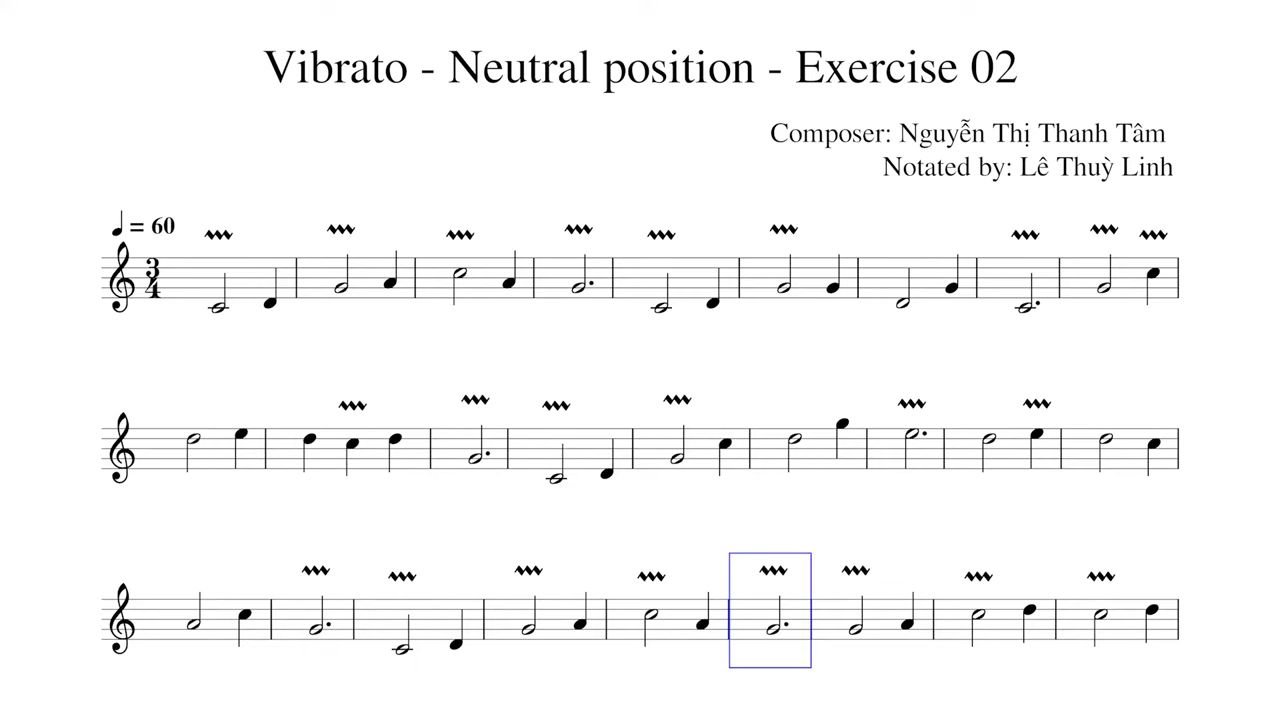 Vibrato - Neutral position - Exercise 02
Composer: Nguyễn Thị Thanh Tâm
Notated by: Lê Thuỳ Linh
♩ = 60
3
4